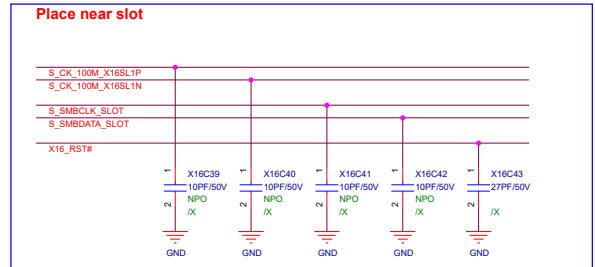 Place near slot
S_CK_100M_X16SL1P
S_CK_100M_X16SL1N
S_SMBCLK_SLOT
S_SMBDATA_SLOT
X16_RST#
1 X16C39 1 X16C40 1 X16C41 1 X16C42 1 X16C43
10PF/50V 10PF/50V 10PF/50V 10PF/50V 27PF/50V
2 NPO 2 NPO 2 NPO 2 NPO 2
/X /X /X /X /X
GND GND GND GND GND